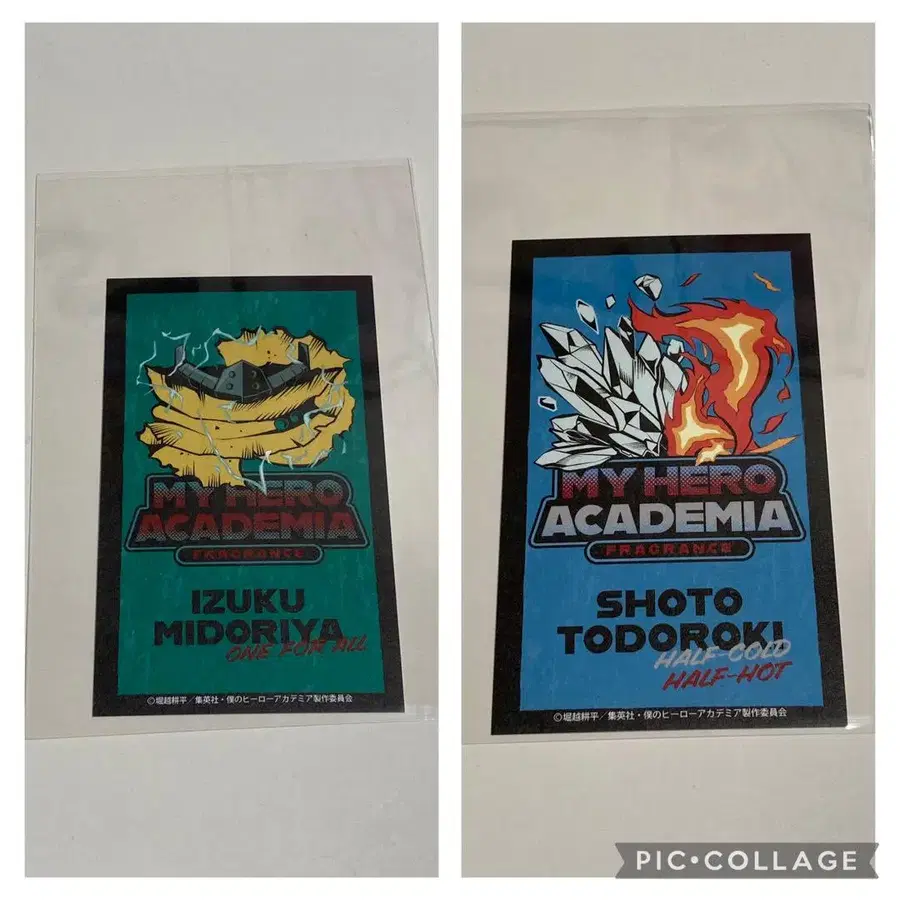 MY HERO
ACADEMIA
FRAGRANCE
IZUKU
MIDORIYA
ONE FOR ALL
©堀越耕平／集英社・僕のヒーローアカデミア製作委員会
MY HERO
ACADEMIA
FRAGRANCE
SHOTO
TODOROKI
HALF-COLD
HALF-HOT
©堀越耕平／集英社・僕のヒーローアカデミア製作委員会
PIC•COLLAGE